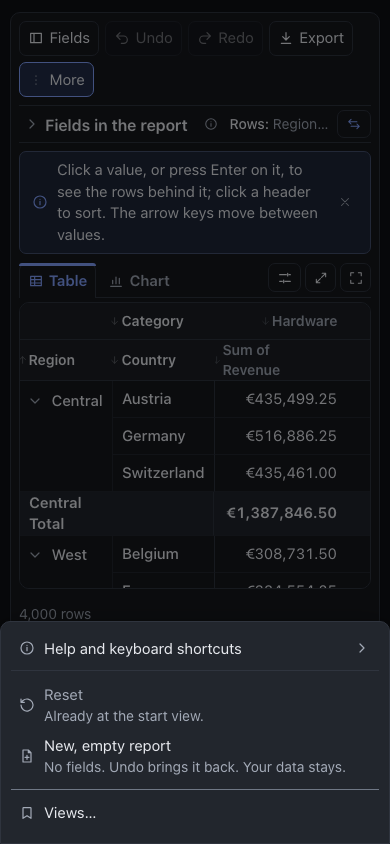 Fields Undo Redo Export
More
Fields in the report Rows: Region...
Click a value, or press Enter on it, to
see the rows behind it; click a header
to sort. The arrow keys move between
values.
Table Chart
Category Hardware
Region Country Sum of
Revenue
Central Austria €435,499.25
Germany €516,886.25
Switzerland €435,461.00
Central
Total €1,387,846.50
West Belgium €308,731.50
4,000 rows
Help and keyboard shortcuts
Reset
Already at the start view.
New, empty report
No fields. Undo brings it back. Your data stays.
Views...